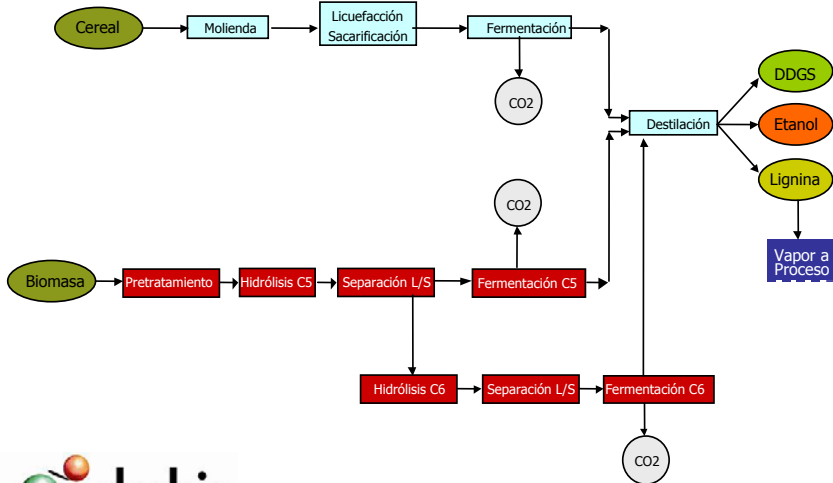 Cereal
Molienda
Licuefacción
Sacarificación
Fermentación
CO2
DDGS
Destilación
Etanol
Lignina
CO2
Vapor a
Proceso
Biomasa
Pretratamiento
Hidrólisis C5
Separación L/S
Fermentación C5
Hidrólisis C6
Separación L/S
Fermentación C6
CO2